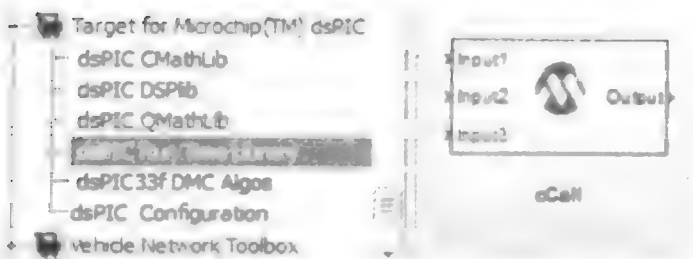 Target for Microchip(TM) dsPIC
dsPIC CMathLib
dsPIC DSPlib
dsPIC QMathLib
dsPIC33f DMC Algos
dsPIC Configuration
Vehicle Network Toolbox
Input1
Input2
Input3
Output
cCall